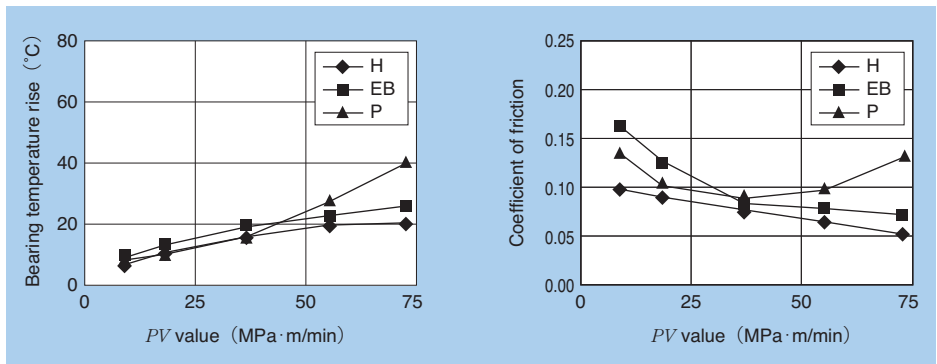 Bearing temperature rise (°C)
80
60
40
20
0
0 25 50 75
PV value (MPa·m/min)
H
EB
P
Coefficient of friction
0.25
0.20
0.15
0.10
0.05
0.00
0 25 50 75
PV value (MPa·m/min)
H
EB
P